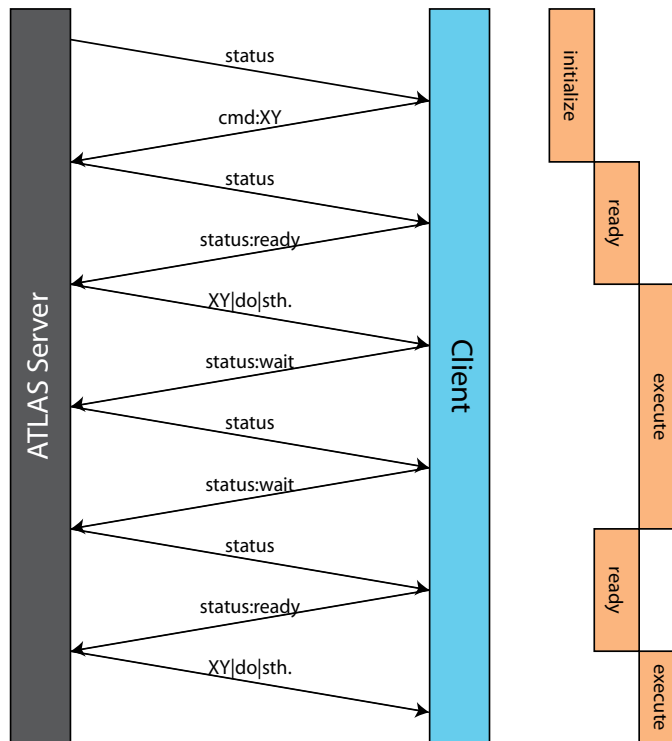 status
cmd:XY
status
status:ready
XY|do|sth.
status:wait
status
status:wait
status
status:ready
XY|do|sth.
ATLAS Server
Client
initialize
ready
execute
ready
execute